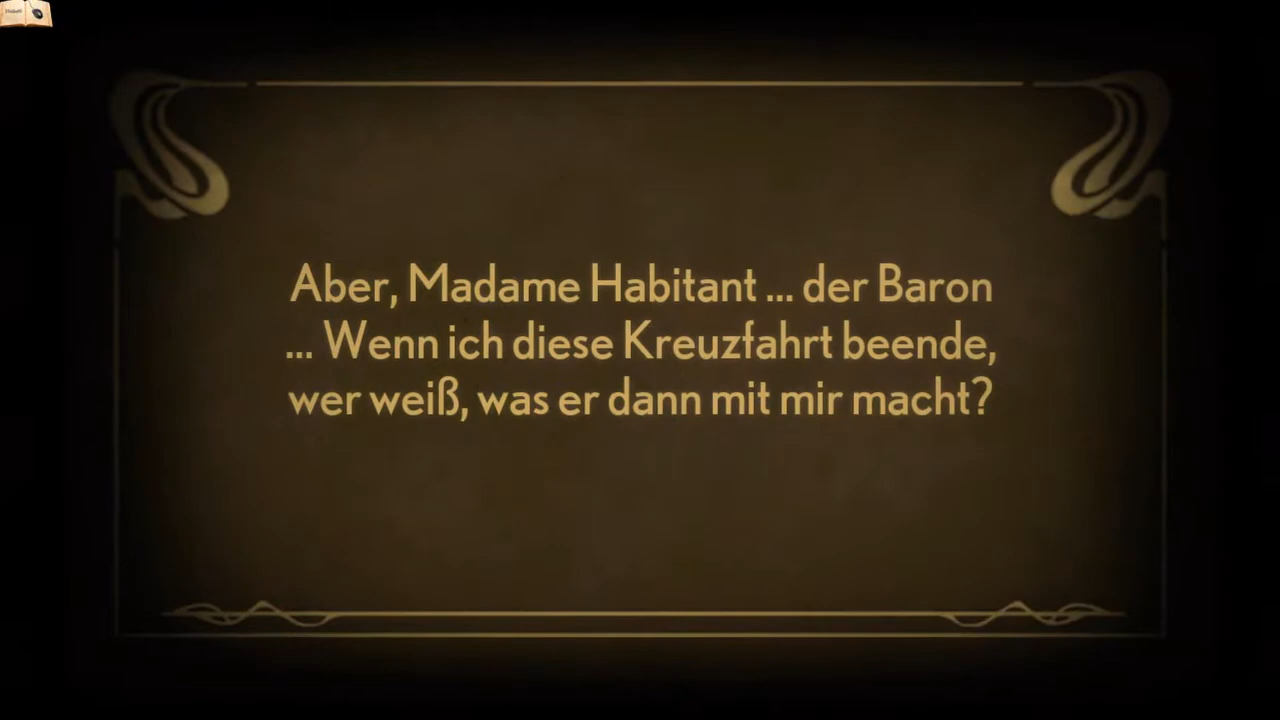 Aber, Madame Habitant ... der Baron
... Wenn ich diese Kreuzfahrt beende,
wer weiß, was er dann mit mir macht?